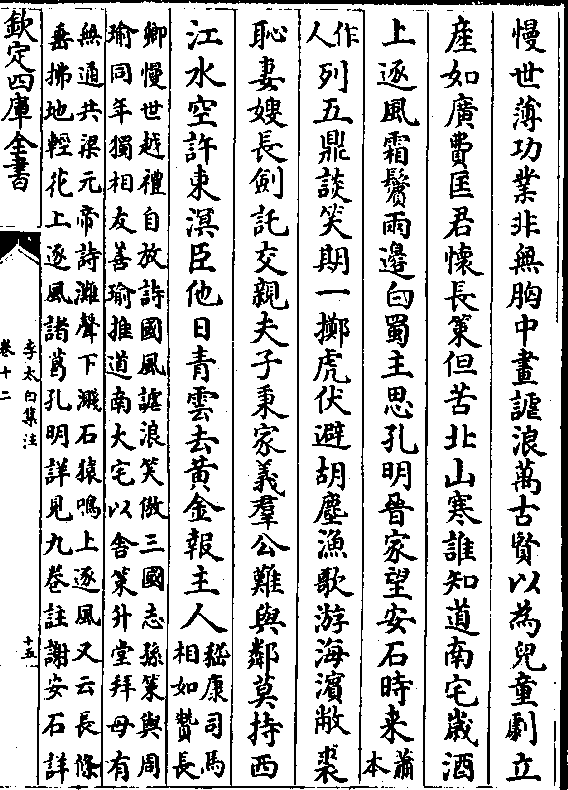 慢世薄功業非無胸中畫謔浪萬古賢以為兒童劇立
産如廣費匡君懷長策但苦北山寒誰知道南宅嵗酒
上逐風霜鬢兩邊白蜀主思孔明晉家望安石時来蕭本
作人列五鼎談笑期一擲虎伏避胡塵漁歌游海濱敝裘
恥妻嫂長劍託交親夫子秉家義羣公難與鄰莫持西
江水空許東溟臣他日青雲去黄金報主人嵇康司馬
相如賛長
卿慢世越禮自放詩國風謔浪笑傲三國志孫策與周
瑜同年獨相友善瑜推道南大宅以舍策升堂拜母有
無通共梁元帝詩灘聲下濺石猿鳴上逐風又云長條
垂拂地輕花上逐風諸葛孔明詳見九卷註謝安石詳
欽定四庫全書
李太白集注
卷十二
十五